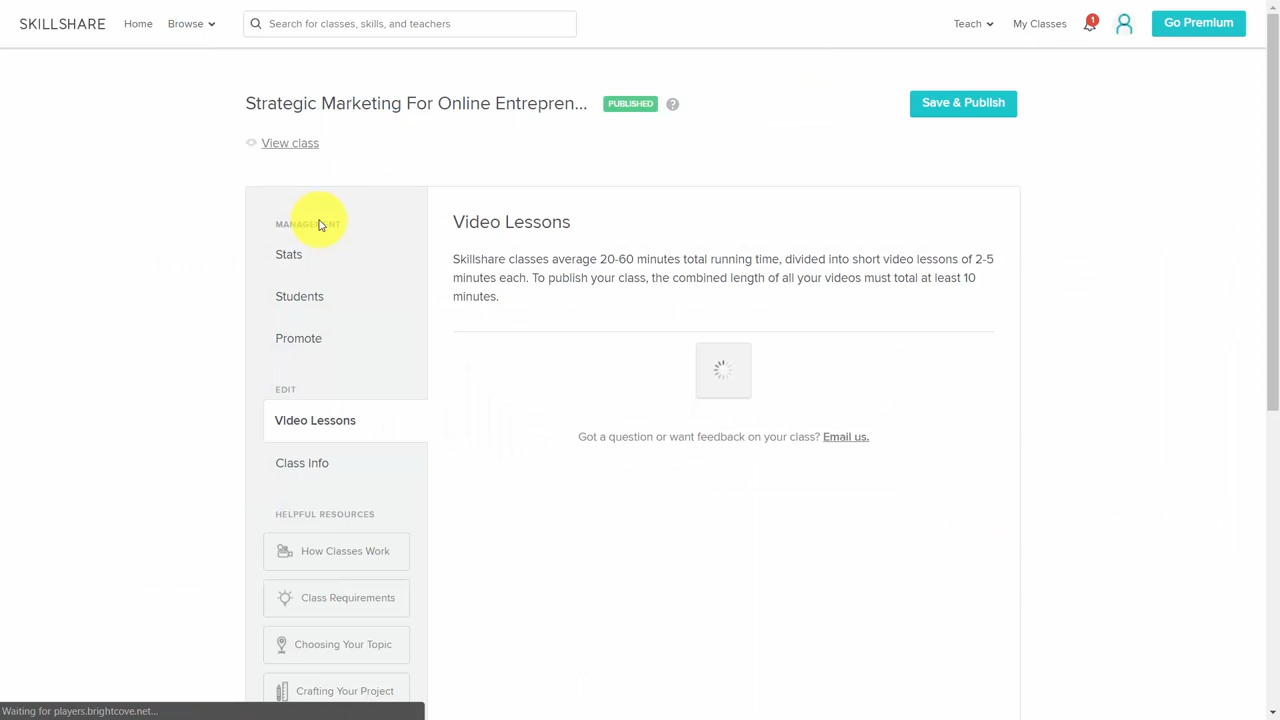 SKILLSHARE Home Browse Search for classes, skills, and teachers Teach My Classes 1 Go Premium
Strategic Marketing For Online Entrepren... PUBLISHED ? Save & Publish
View class
MANAGEMENT
Stats
Students
Promote
EDIT
Video Lessons
Class Info
HELPFUL RESOURCES
How Classes Work
Class Requirements
Choosing Your Topic
Crafting Your Project
Video Lessons
Skillshare classes average 20-60 minutes total running time, divided into short video lessons of 2-5
minutes each. To publish your class, the combined length of all your videos must total at least 10
minutes.
Got a question or want feedback on your class? Email us.
Waiting for players.brightcove.net...